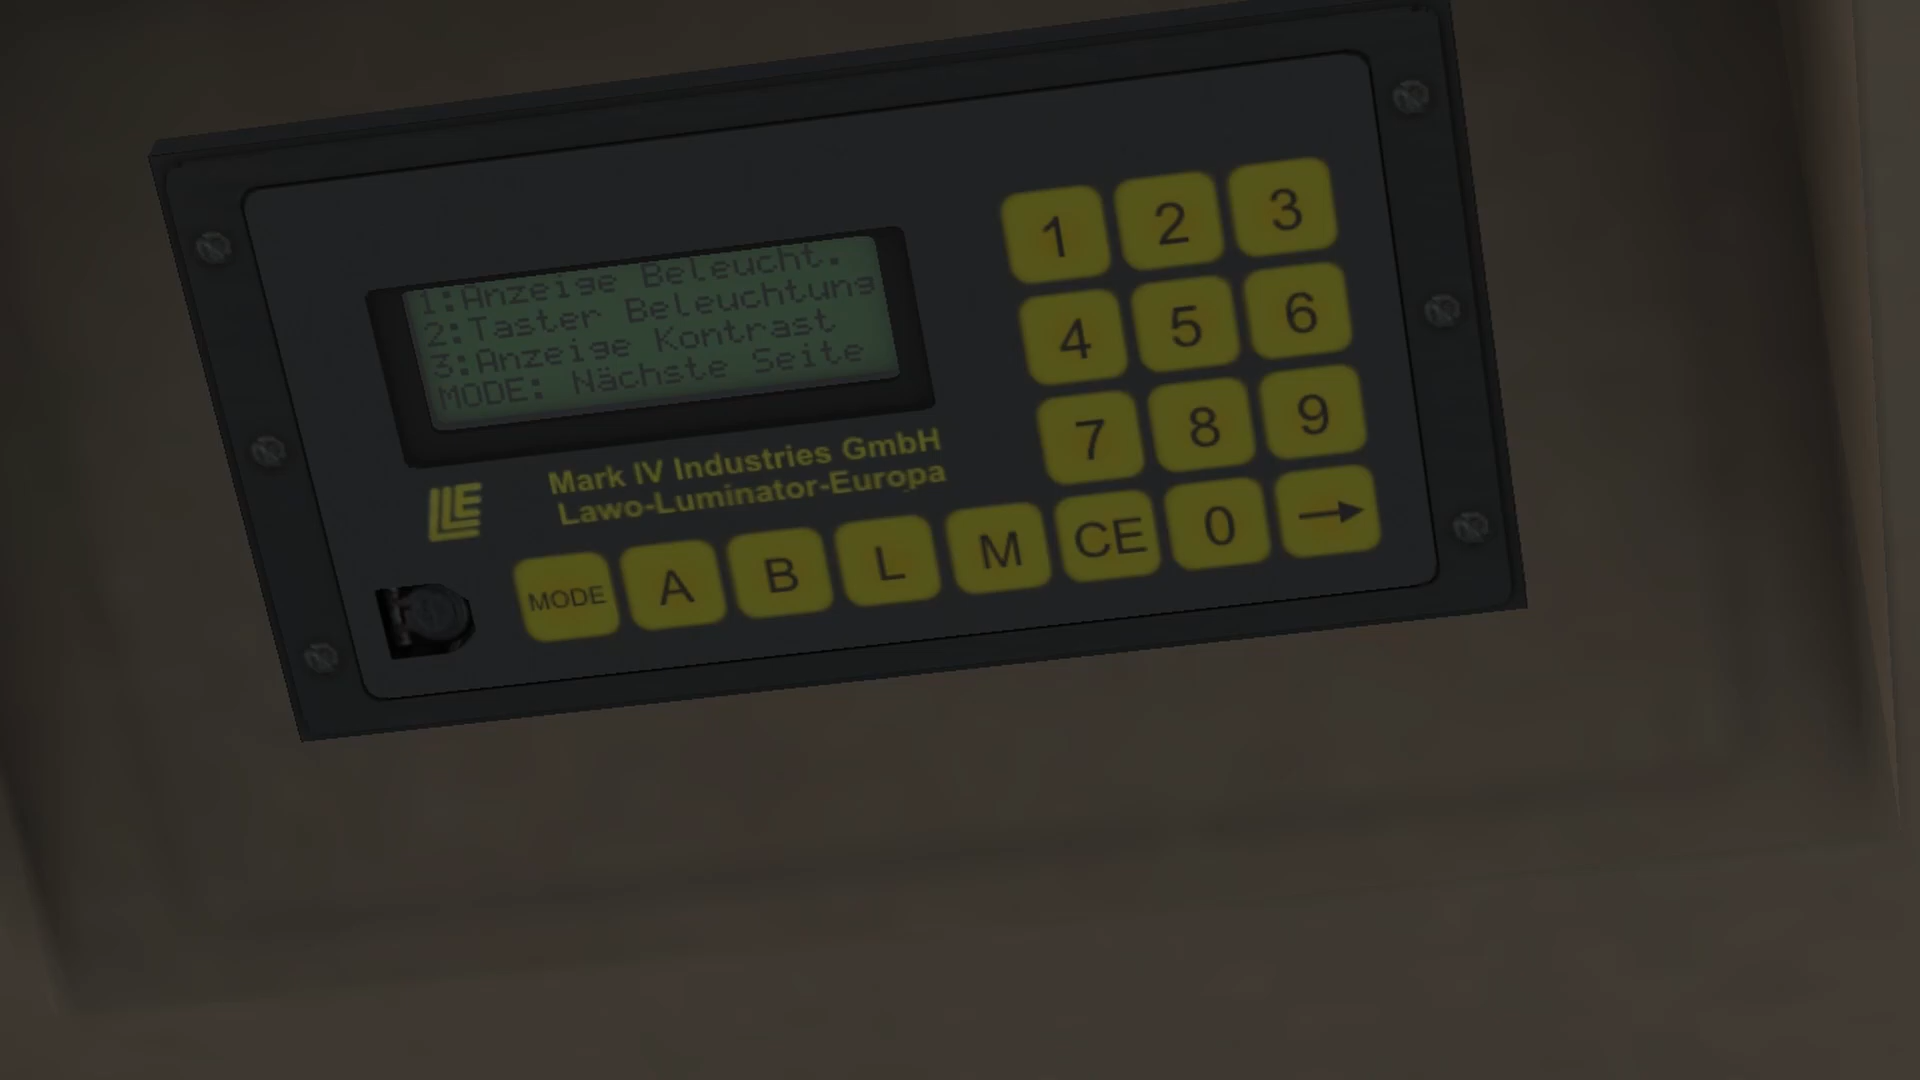 1:Anzeige Beleucht.
2:Taster Beleuchtung
3:Anzeige Kontrast
MODE: Nächste Seite
Mark IV Industries GmbH
Lawo-Luminator-Europa
LLE
1 2 3
4 5 6
7 8 9
MODE A B L M CE 0 →